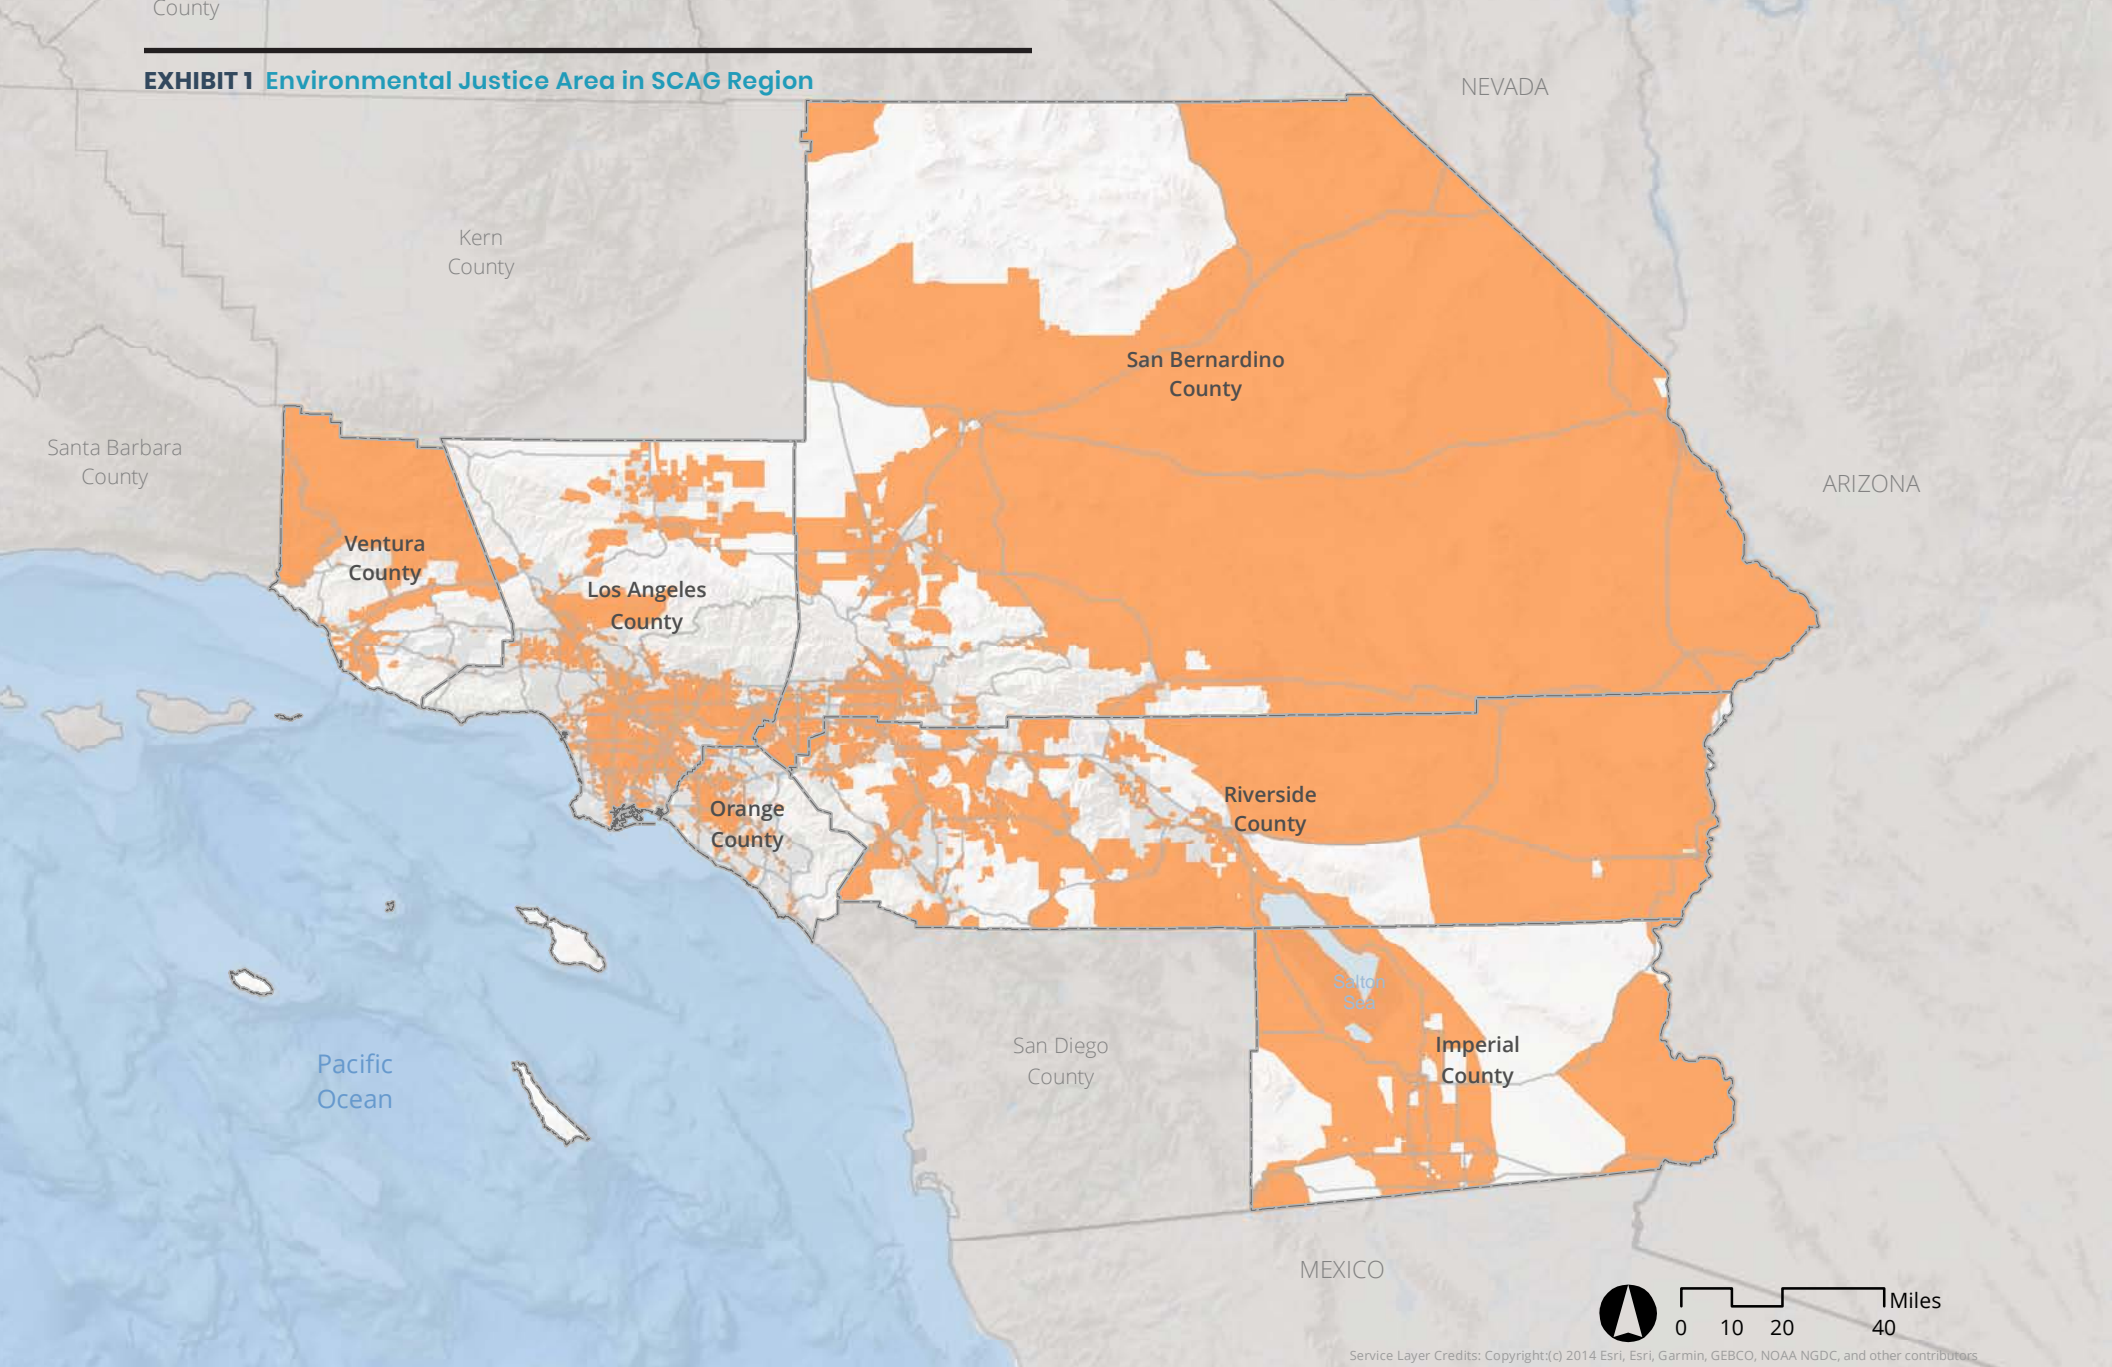 County
EXHIBIT 1 Environmental Justice Area in SCAG Region
NEVADA
Kern
County
San Bernardino
County
Santa Barbara
County
ARIZONA
Ventura
County
Los Angeles
County
Riverside
County
Orange
County
Salton
Sea
Imperial
County
San Diego
County
Pacific
Ocean
MEXICO
Miles
0 10 20 40
Service Layer Credits: Copyright:(c) 2014 Esri, Esri, Garmin, GEBCO, NOAA NGDC, and other contributors